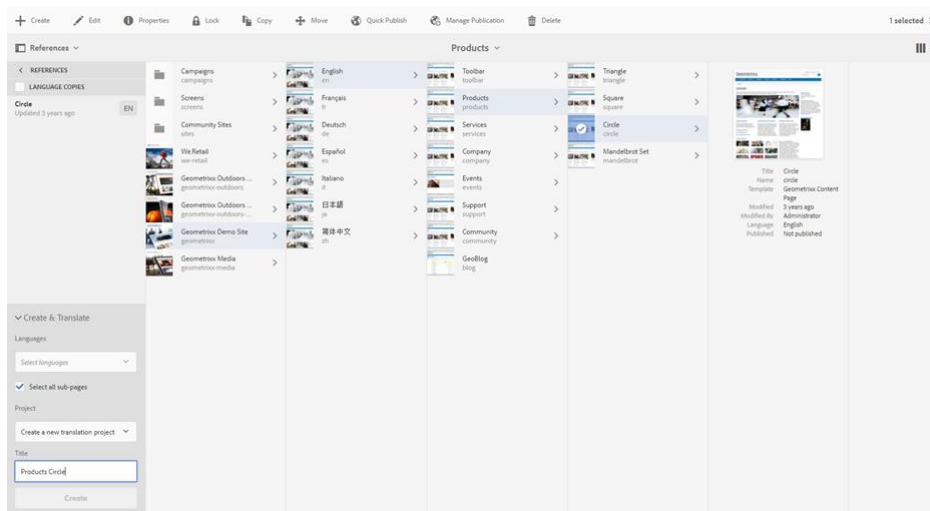 Create
Edit
Properties
Lock
Copy
Move
Quick Publish
Manage Publication
Delete
1 selected
References
Products
REFERENCES
LANGUAGE COPIES
Circle
Updated 3 years ago
EN
Campaigns
campaigns
Screens
screens
Community Sites
sites
We.Retail
we-retail
Geometrixx Outdoors ...
geometrixx-outdoors
Geometrixx Outdoors ...
geometrixx-outdoors-...
Geometrixx Demo Site
geometrixx
Geometrixx Media
geometrixx-media
English
en
Français
fr
Deutsch
de
Español
es
Italiano
it
日本語
ja
简体中文
zh
Toolbar
toolbar
Products
products
Services
services
Company
company
Events
events
Support
support
Community
community
GeoBlog
blog
Triangle
triangle
Square
square
Circle
circle
Mandelbrot Set
mandelbrot
Title Circle
Name circle
Template Geometrixx Content
Page
Modified 3 years ago
Modified By Administrator
Language English
Published Not published
Create & Translate
Languages
Select languages
Select all sub-pages
Project
Create a new translation project
Title
Products Circle
Create